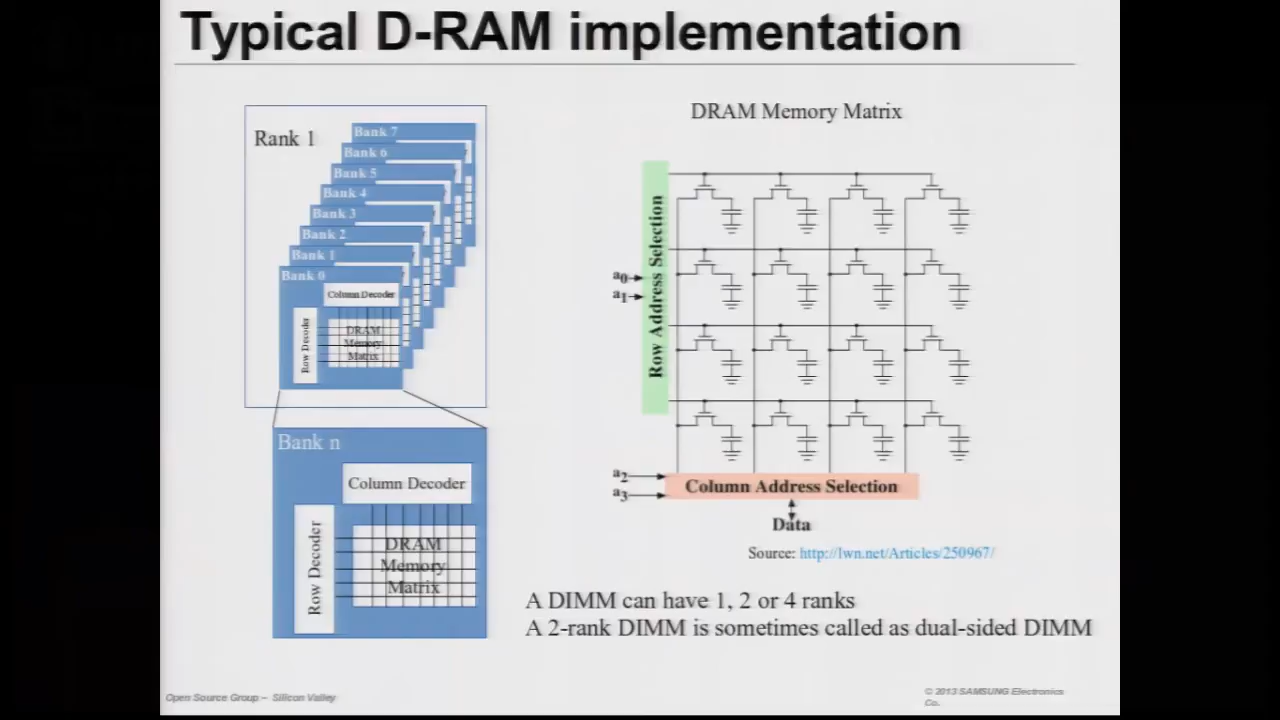 Typical D-RAM implementation
Rank 1
Bank 7
Bank 6
Bank 5
Bank 4
Bank 3
Bank 2
Bank 1
Bank 0
Column Decoder
Row Decoder
DRAM
Memory
Matrix
Bank n
Column Decoder
Row Decoder
DRAM
Memory
Matrix
DRAM Memory Matrix
Row Address Selection
a0
a1
a2
a3
Column Address Selection
Data
Source: http://lwn.net/Articles/250967/
A DIMM can have 1, 2 or 4 ranks
A 2-rank DIMM is sometimes called as dual-sided DIMM
Open Source Group – Silicon Valley
© 2013 SAMSUNG Electronics
Co.